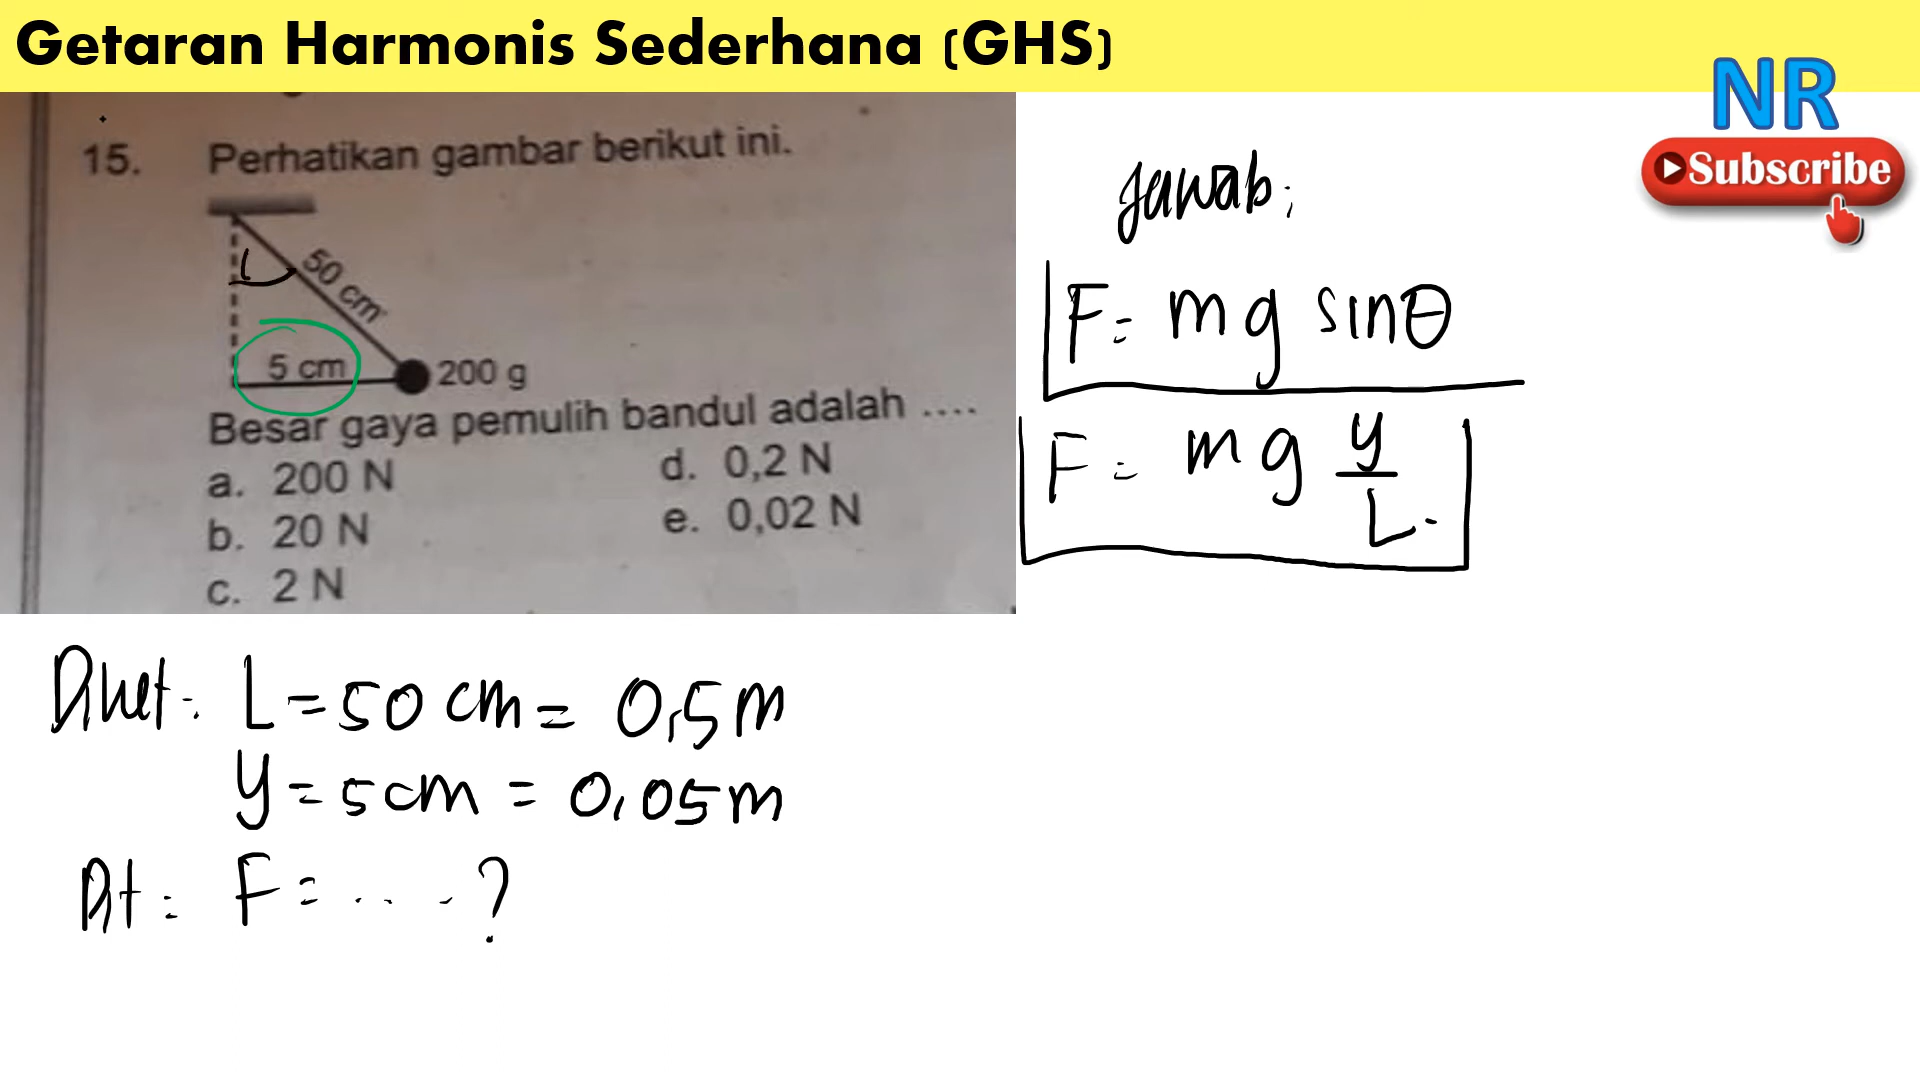 Getaran Harmonis Sederhana (GHS)
NR
Subscribe
15. Perhatikan gambar berikut ini.
50 cm
5 cm
200 g
Besar gaya pemulih bandul adalah ....
a. 200 N
b. 20 N
c. 2 N
d. 0,2 N
e. 0,02 N
Jawab:
F = mg sinθ
F = mg y/L
Diket: L = 50 cm = 0,5 m
y = 5 cm = 0,05 m
Dit: F = .... ?